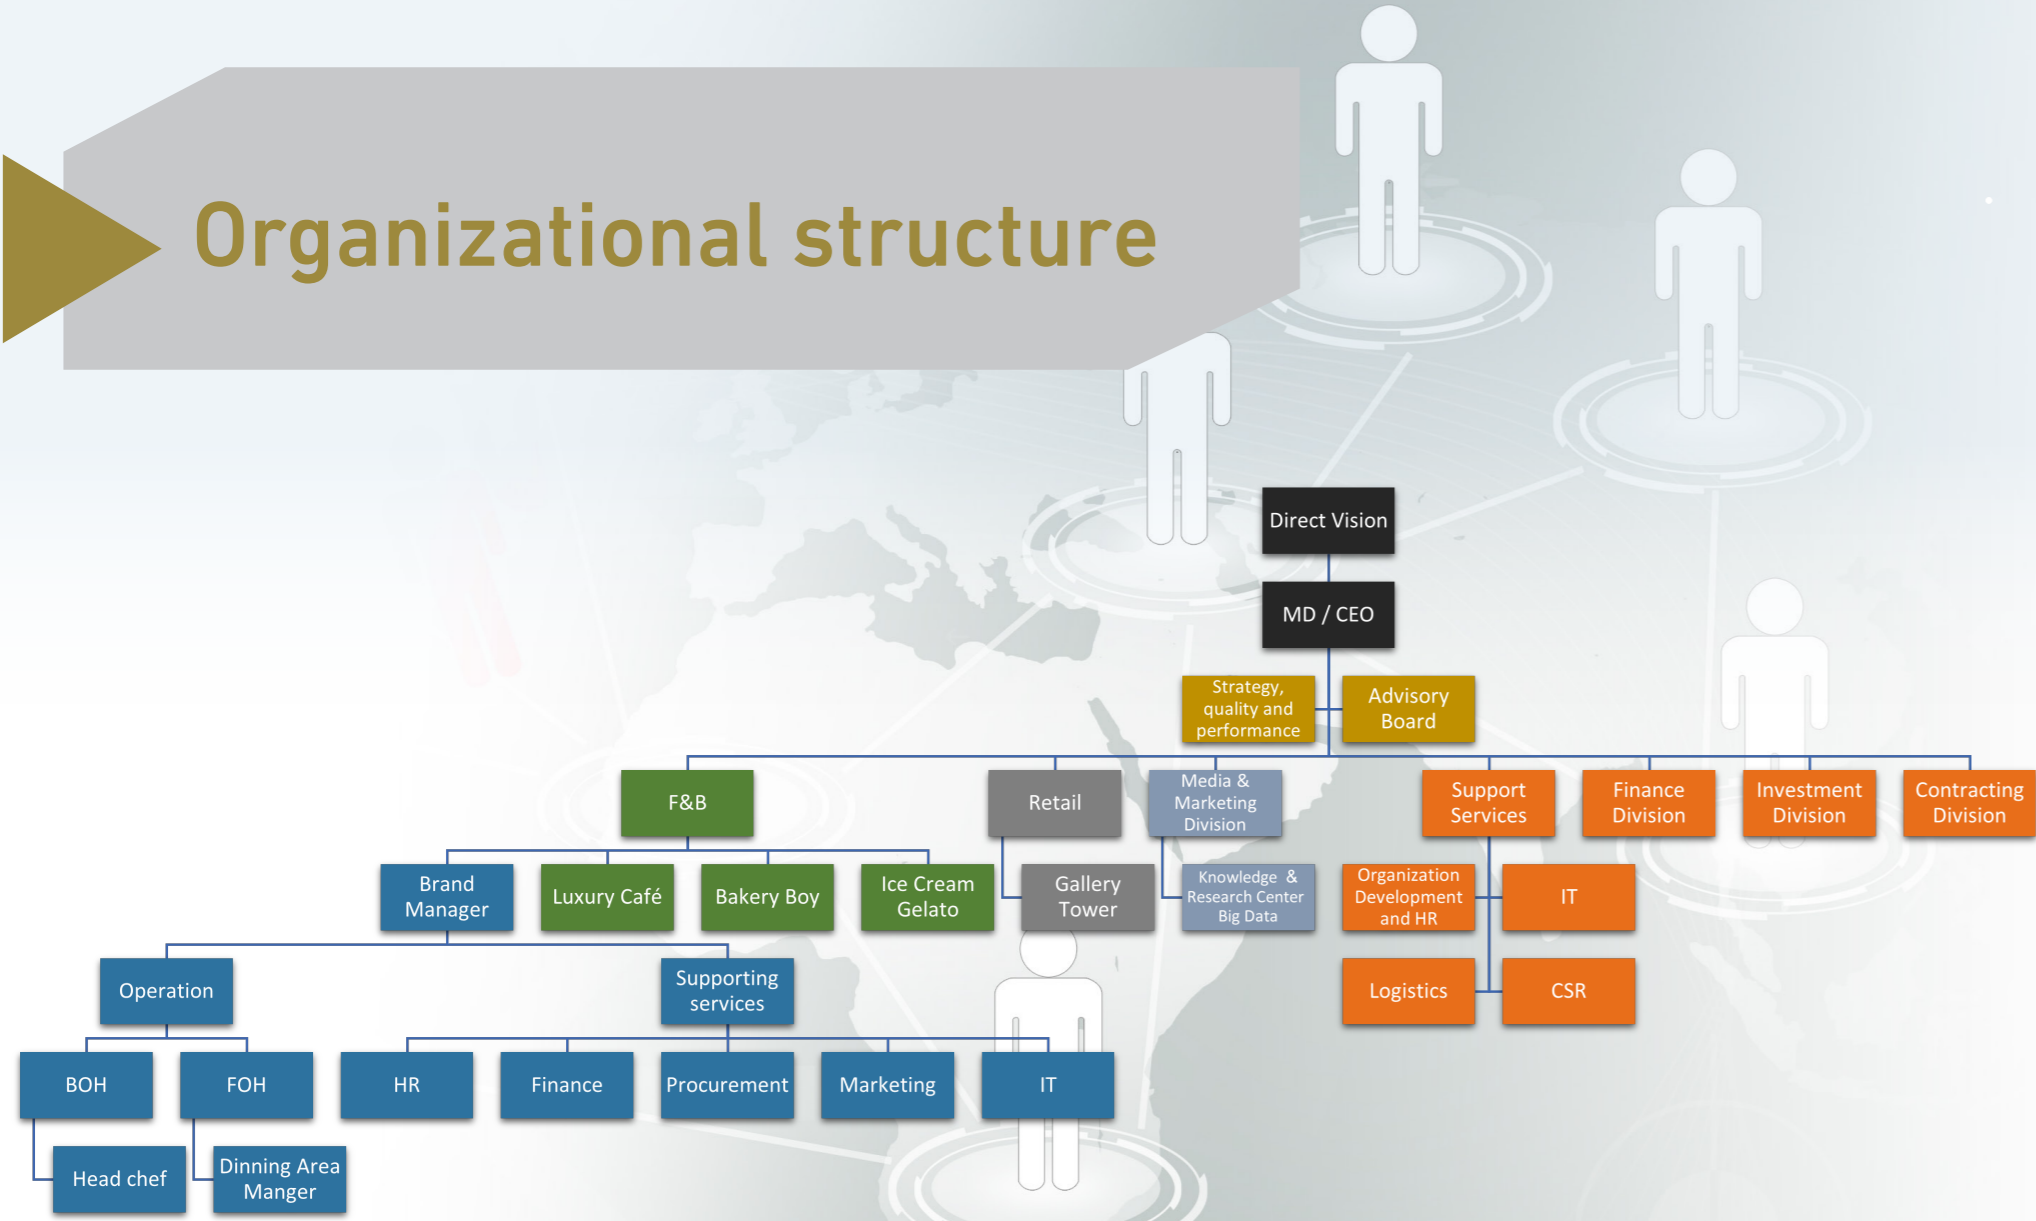 Organizational structure
Direct Vision
MD / CEO
Strategy,
quality and
performance
Advisory
Board
F&B
Retail
Media &
Marketing
Division
Support
Services
Finance
Division
Investment
Division
Contracting
Division
Brand
Manager
Luxury Café
Bakery Boy
Ice Cream
Gelato
Gallery
Tower
Knowledge &
Research Center
Big Data
Organization
Development
and HR
IT
Operation
Supporting
services
Logistics
CSR
BOH
FOH
HR
Finance
Procurement
Marketing
IT
Head chef
Dinning Area
Manger